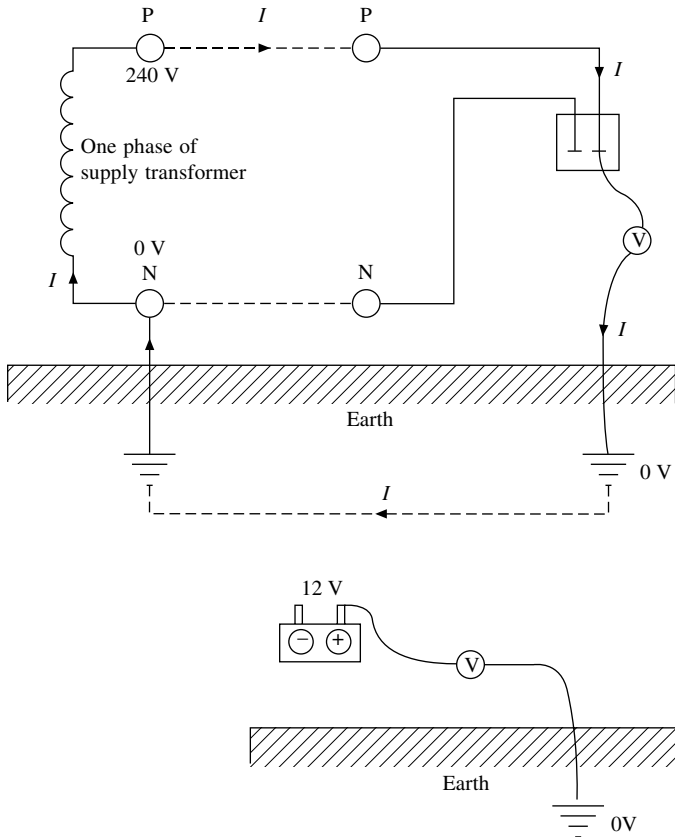 P
I
P
240 V
I
One phase of
supply transformer
V
0 V
I
N
N
I
Earth
0 V
I
12 V
− +
V
Earth
0V